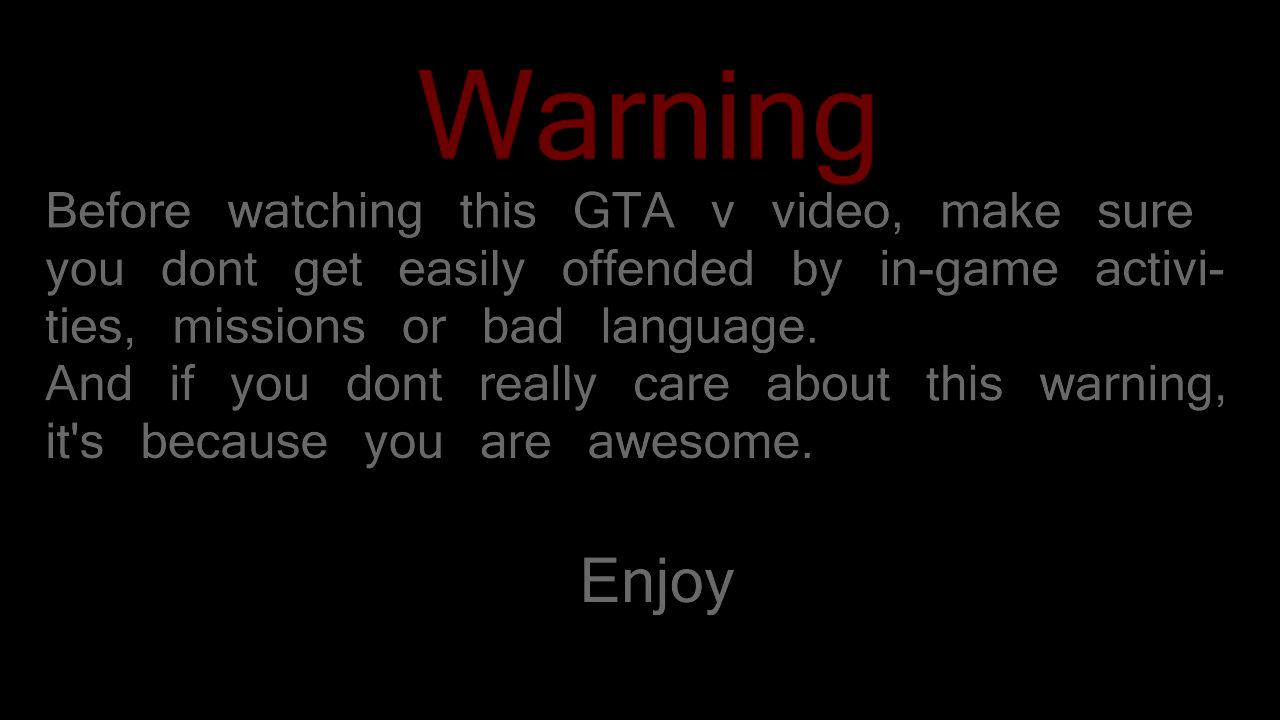 Warning
Before watching this GTA v video, make sure
you dont get easily offended by in-game activi-
ties, missions or bad language.
And if you dont really care about this warning,
it's because you are awesome.
Enjoy